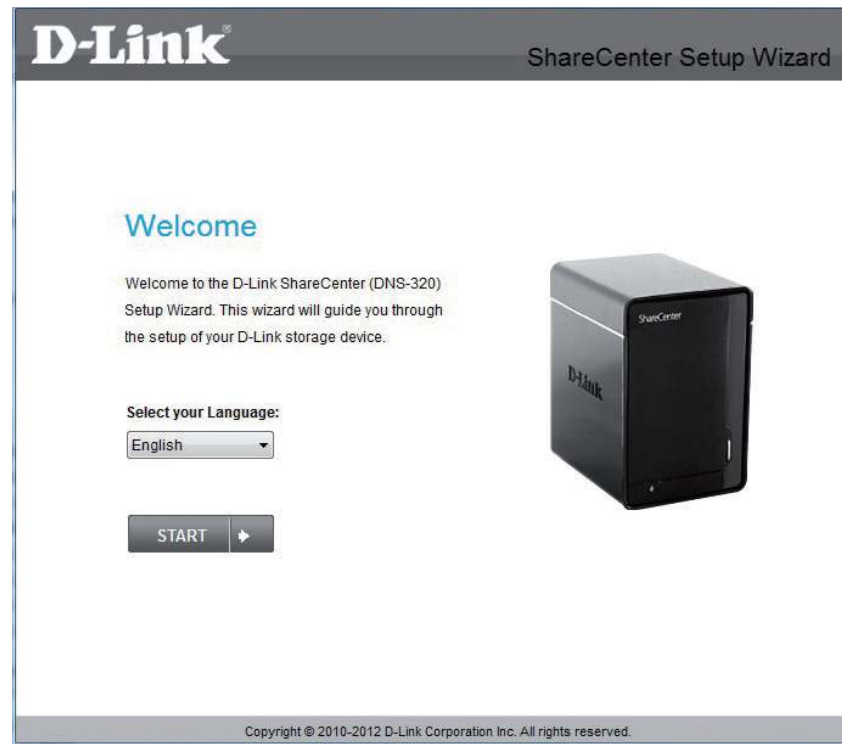 D-Link®
ShareCenter Setup Wizard
Welcome
Welcome to the D-Link ShareCenter (DNS-320)
Setup Wizard. This wizard will guide you through
the setup of your D-Link storage device.
ShareCenter
D-Link
Select your Language:
English
START
Copyright © 2010-2012 D-Link Corporation Inc. All rights reserved.